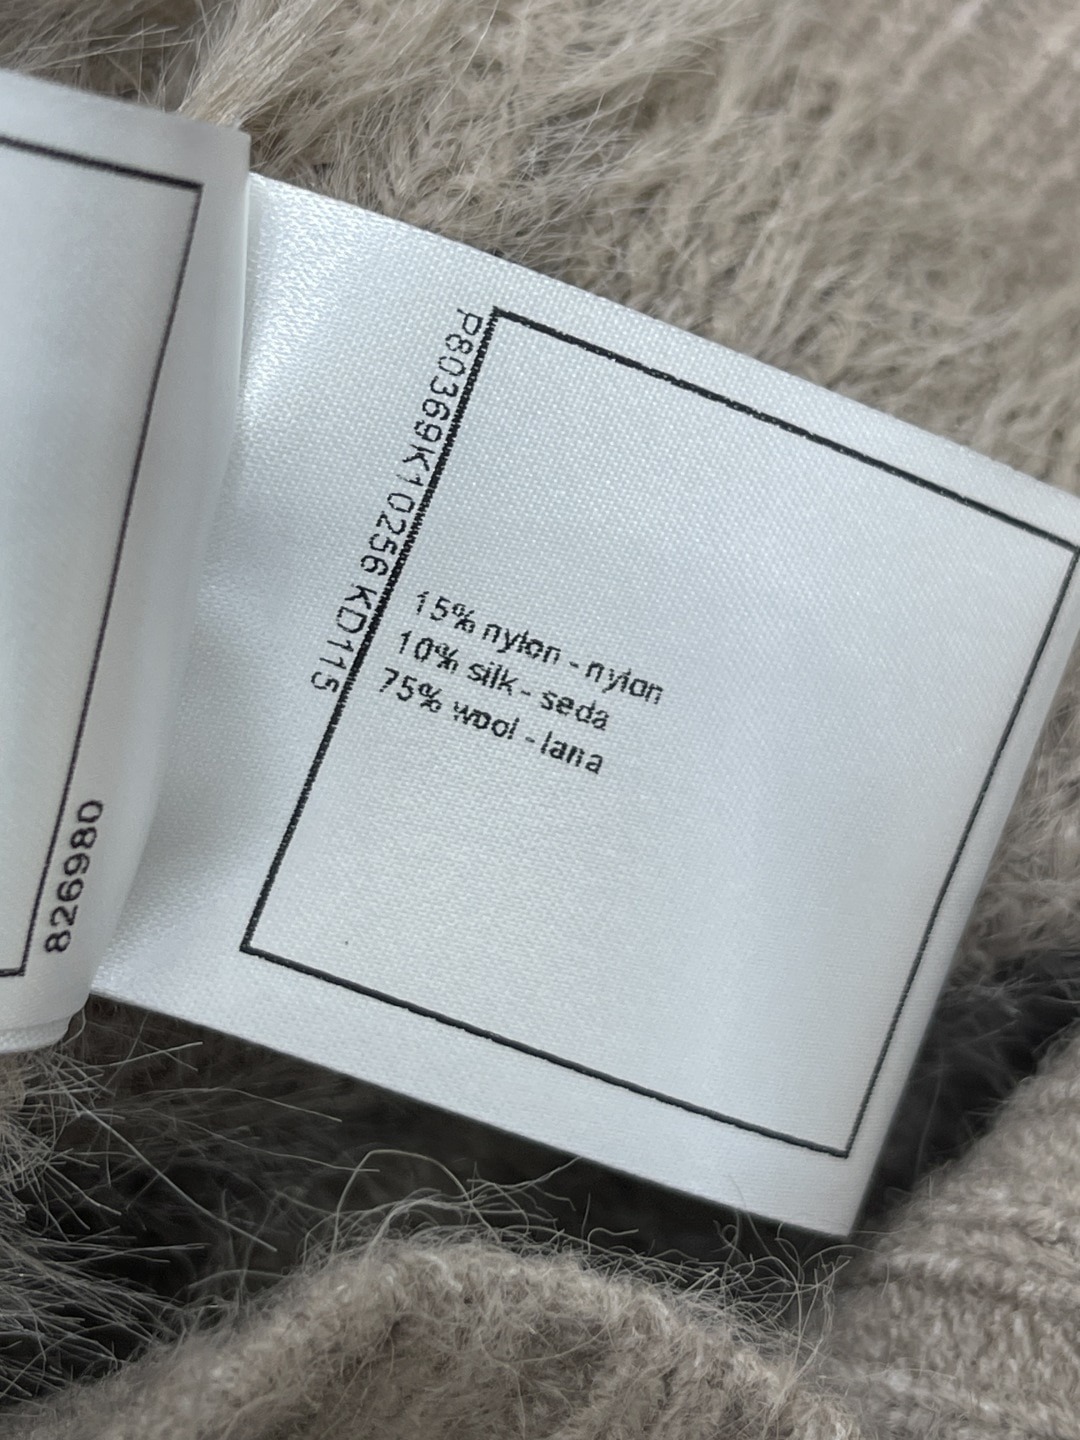 826980
P80369K10256 KD115
15% nylon - nylon
10% silk - seda
75% wool - lana